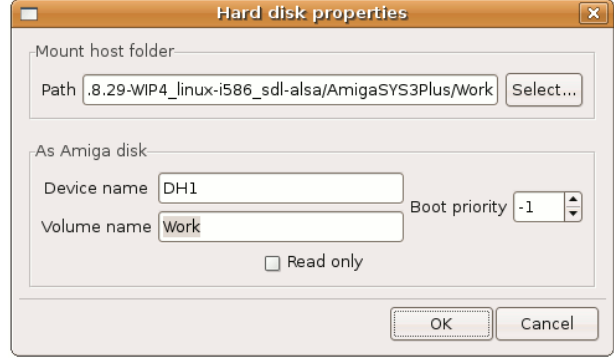 Hard disk properties
Mount host folder
Path .8.29-WIP4_linux-i586_sdl-alsa/AmigaSYS3Plus/Work Select...
As Amiga disk
Device name DH1
Boot priority -1
Volume name Work
Read only
OK Cancel